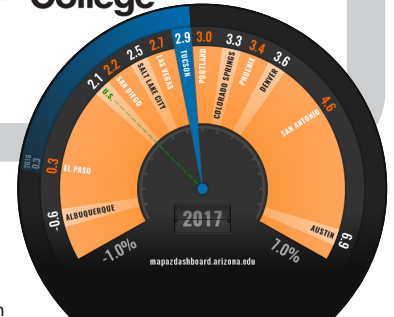 College
2.1
2.2
2.5
2.7
2.9
3.0
3.3
3.4
3.6
4.6
6.9
0.3
-0.6
2016
0.3
U.S.
SAN DIEGO
SALT LAKE CITY
LAS VEGAS
TUCSON
PORTLAND
COLORADO SPRINGS
PHOENIX
DENVER
SAN ANTONIO
AUSTIN
EL PASO
ALBUQUERQUE
-1.0%
2017
7.0%
mapazdashboard.arizona.edu